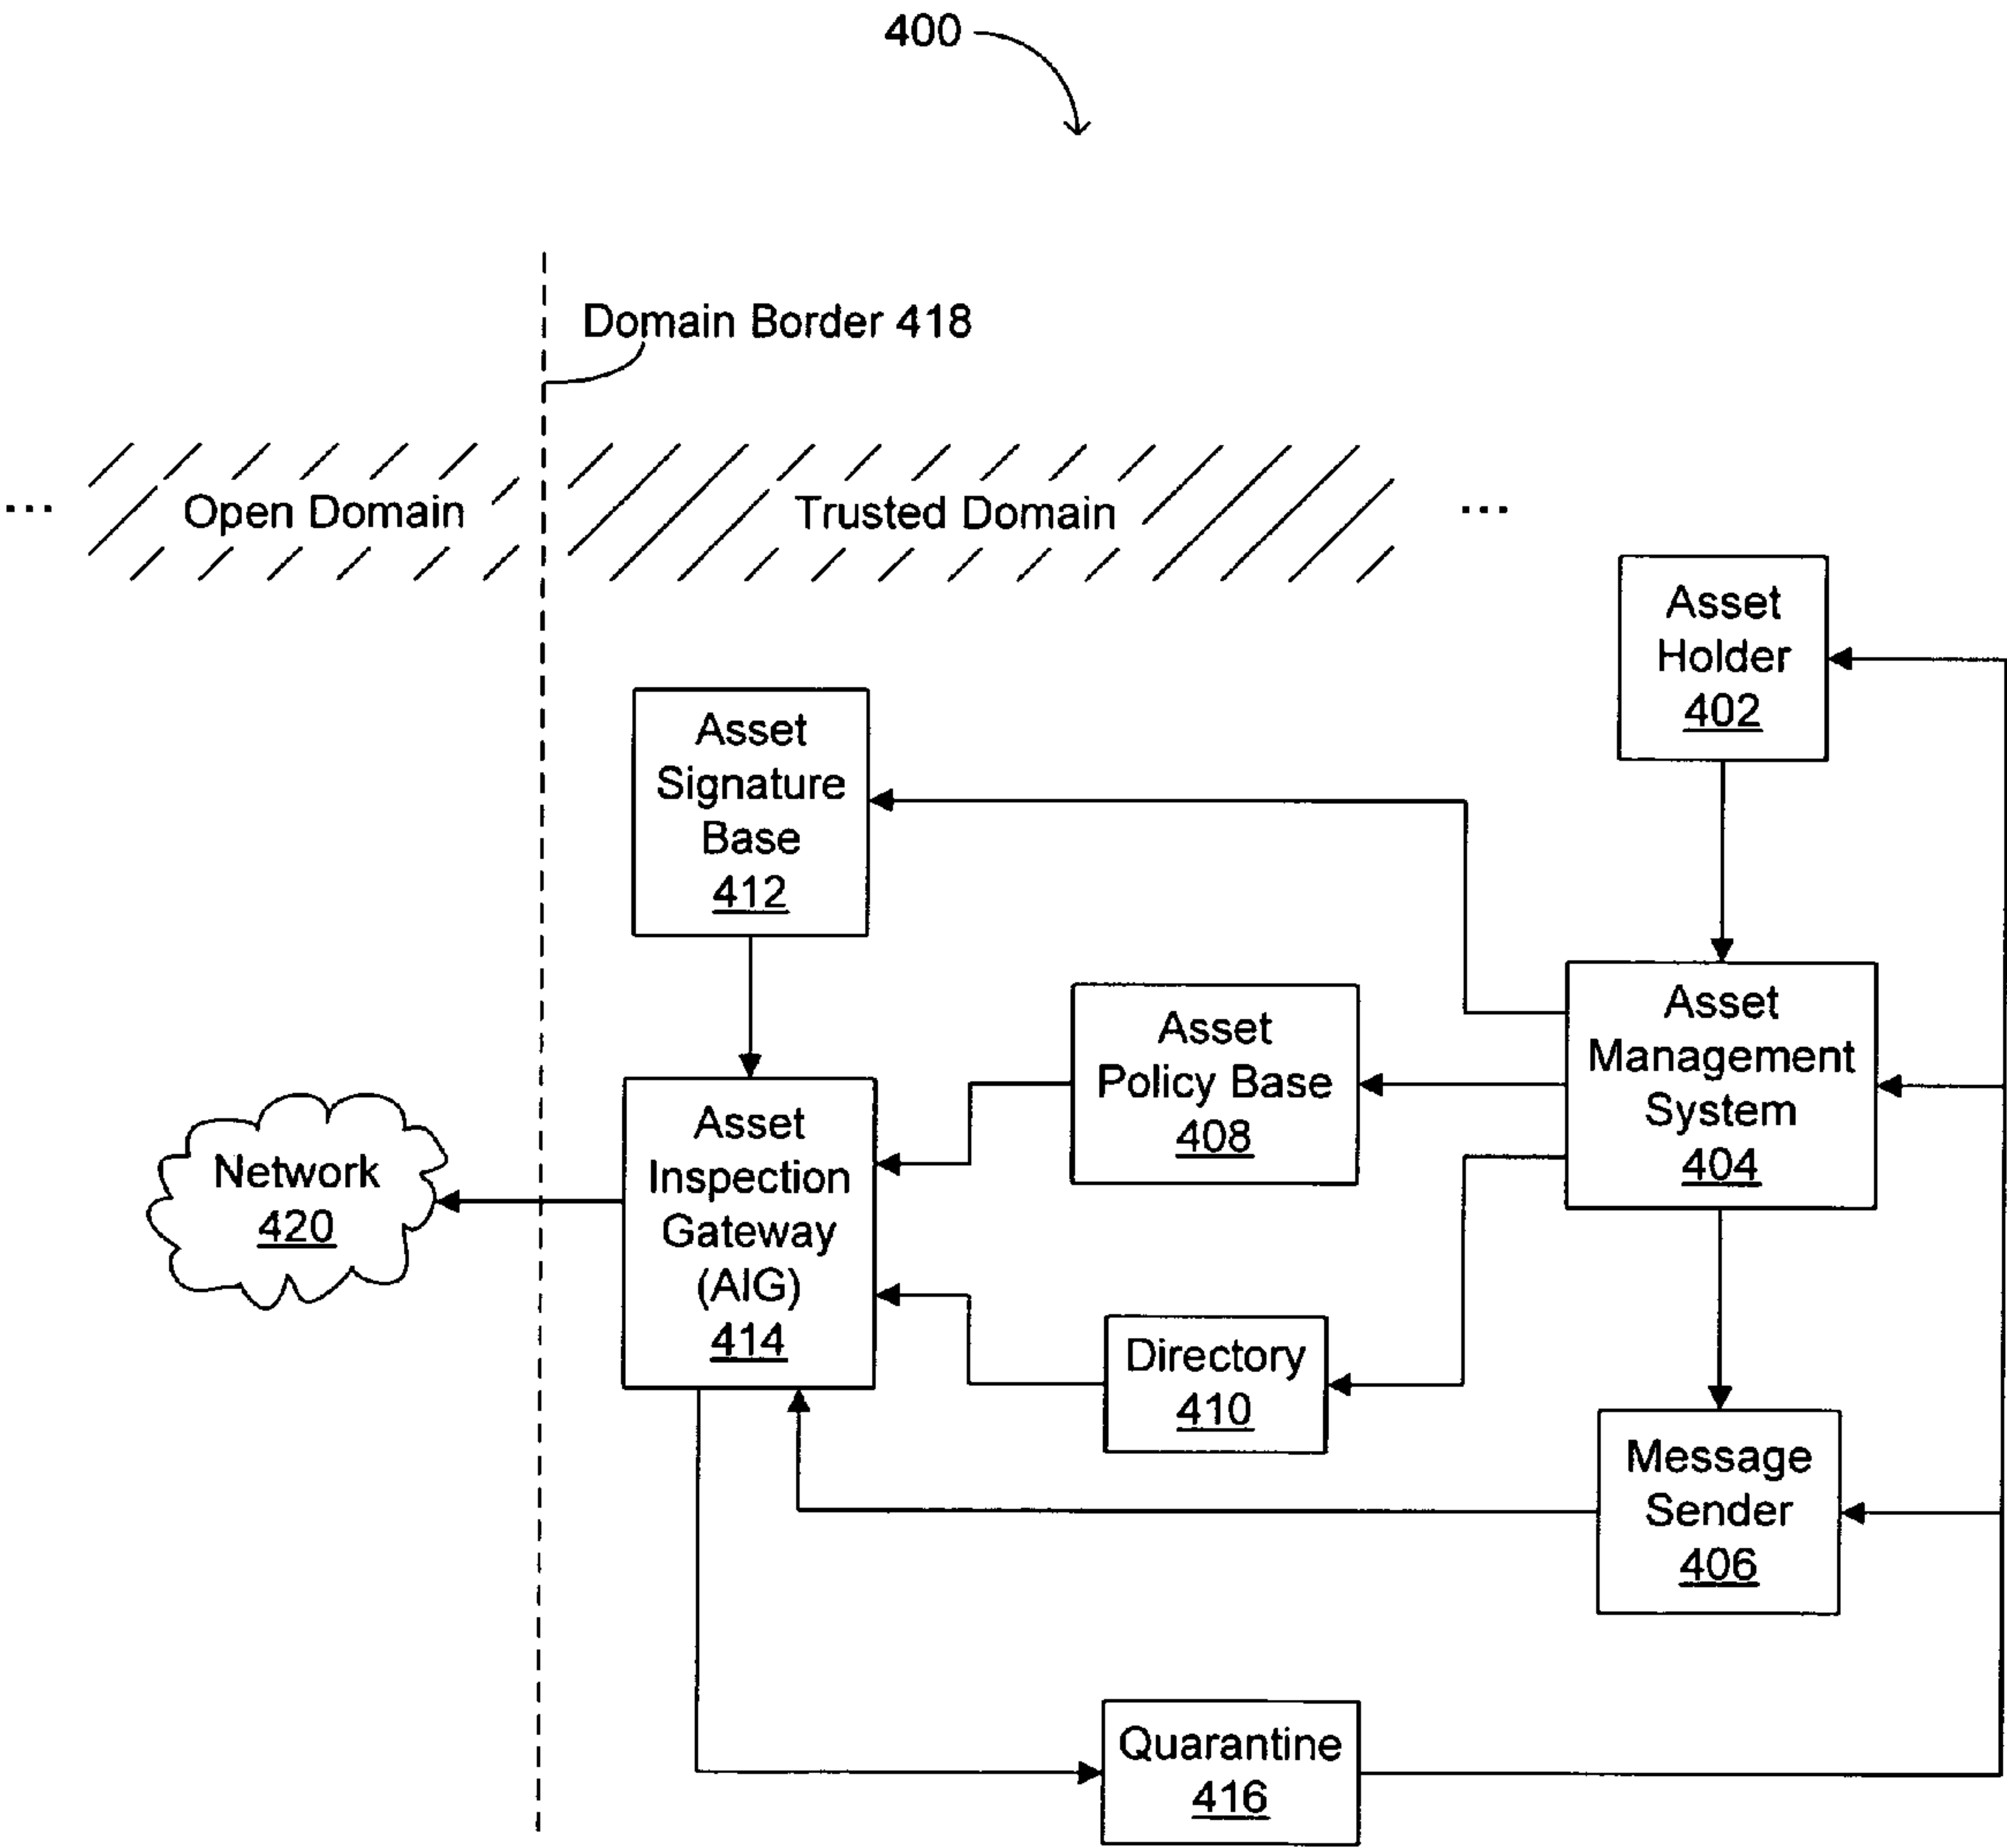 400
Domain Border 418
... Open Domain Trusted Domain ...
Asset
Holder
402
Asset
Signature
Base
412
Asset
Policy Base
408
Asset
Management
System
404
Asset
Inspection
Gateway
(AIG)
414
Network
420
Directory
410
Message
Sender
406
Quarantine
416